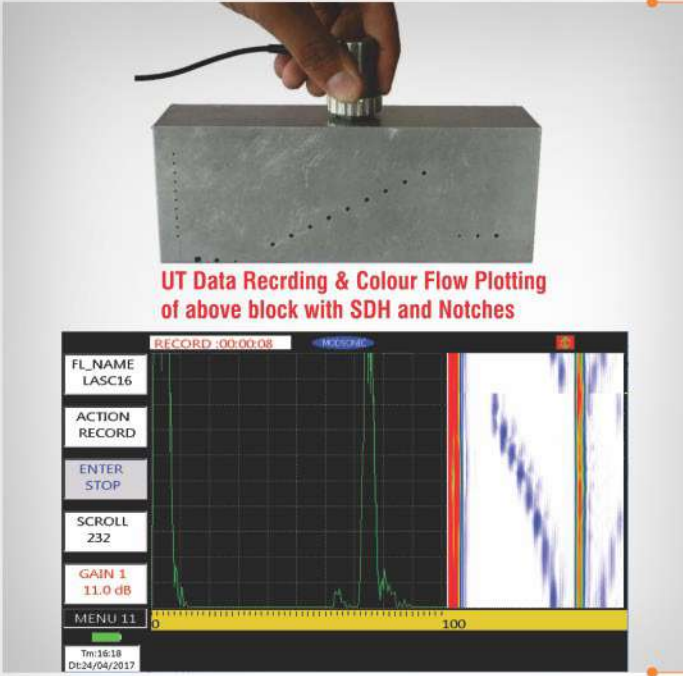 UT Data Recrding & Colour Flow Plotting
of above block with SDH and Notches
RECORD :00:00:08
MODSONIC
FL_NAME
LASC16
ACTION
RECORD
ENTER
STOP
SCROLL
232
GAIN 1
11.0 dB
MENU 11
0
100
Tm:16:18
Dt:24/04/2017